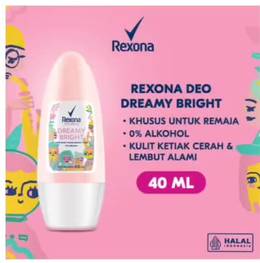 Rexona
REXONA DEO
DREAMY BRIGHT
• KHUSUS UNTUK REMAJA
• 0% ALKOHOL
• KULIT KETIAK CERAH &
LEMBUT ALAMI
40 ML
Rexona
DREAMY
BRIGHT
HALAL
INDONESIA